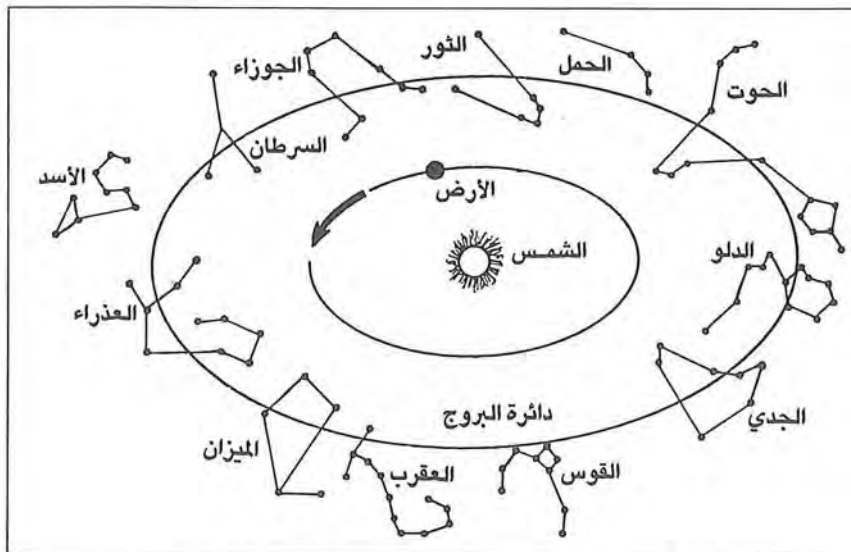 الثور
الحمل
الجوزاء
الحوت
السرطان
الأسد
الأرض
الشمس
الدلو
العذراء
دائرة البروج
الجدي
الميزان
العقرب
القوس